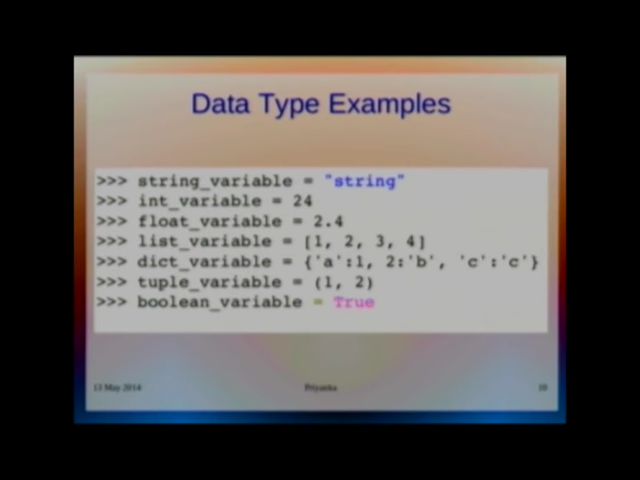 Data Type Examples
>>> string_variable = "string"
>>> int_variable = 24
>>> float_variable = 2.4
>>> list_variable = [1, 2, 3, 4]
>>> dict_variable = {'a':1, 2:'b', 'c':'c'}
>>> tuple_variable = (1, 2)
>>> boolean_variable = True
13 May 2014 Priyanka 10